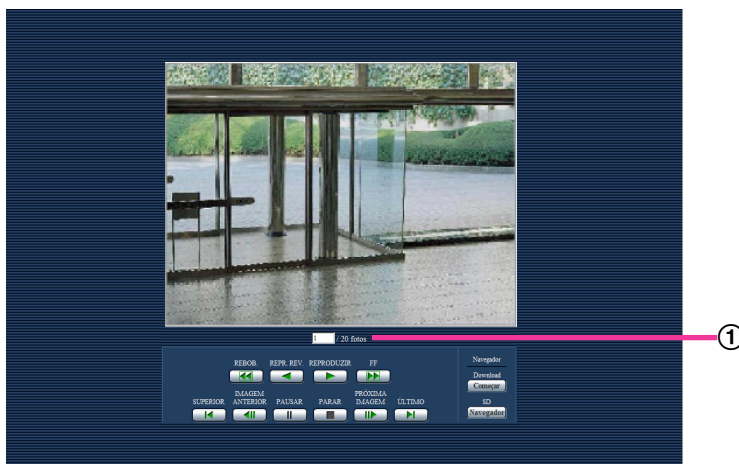 1 / 20 fotos
①
REBOB. REPR. REV. REPRODUZIR FF
SUPERIOR IMAGEM ANTERIOR PAUSAR PARAR PRÓXIMA IMAGEM ÚLTIMO
Navegador
Download
Começar
SD
Navegador